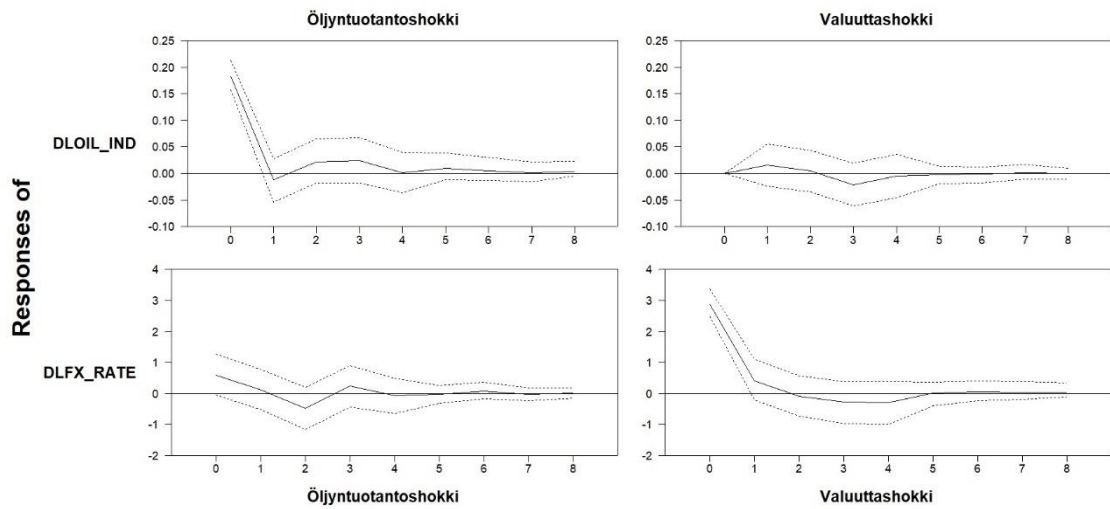 Öljyntuotantoshokki
Valuuttashokki
Responses of
DLOIL_IND
0.25
0.20
0.15
0.10
0.05
0.00
-0.05
-0.10
0 1 2 3 4 5 6 7 8
0.25
0.20
0.15
0.10
0.05
0.00
-0.05
-0.10
0 1 2 3 4 5 6 7 8
DLFX_RATE
4
3
2
1
0
-1
-2
0 1 2 3 4 5 6 7 8
4
3
2
1
0
-1
-2
0 1 2 3 4 5 6 7 8
Öljyntuotantoshokki
Valuuttashokki